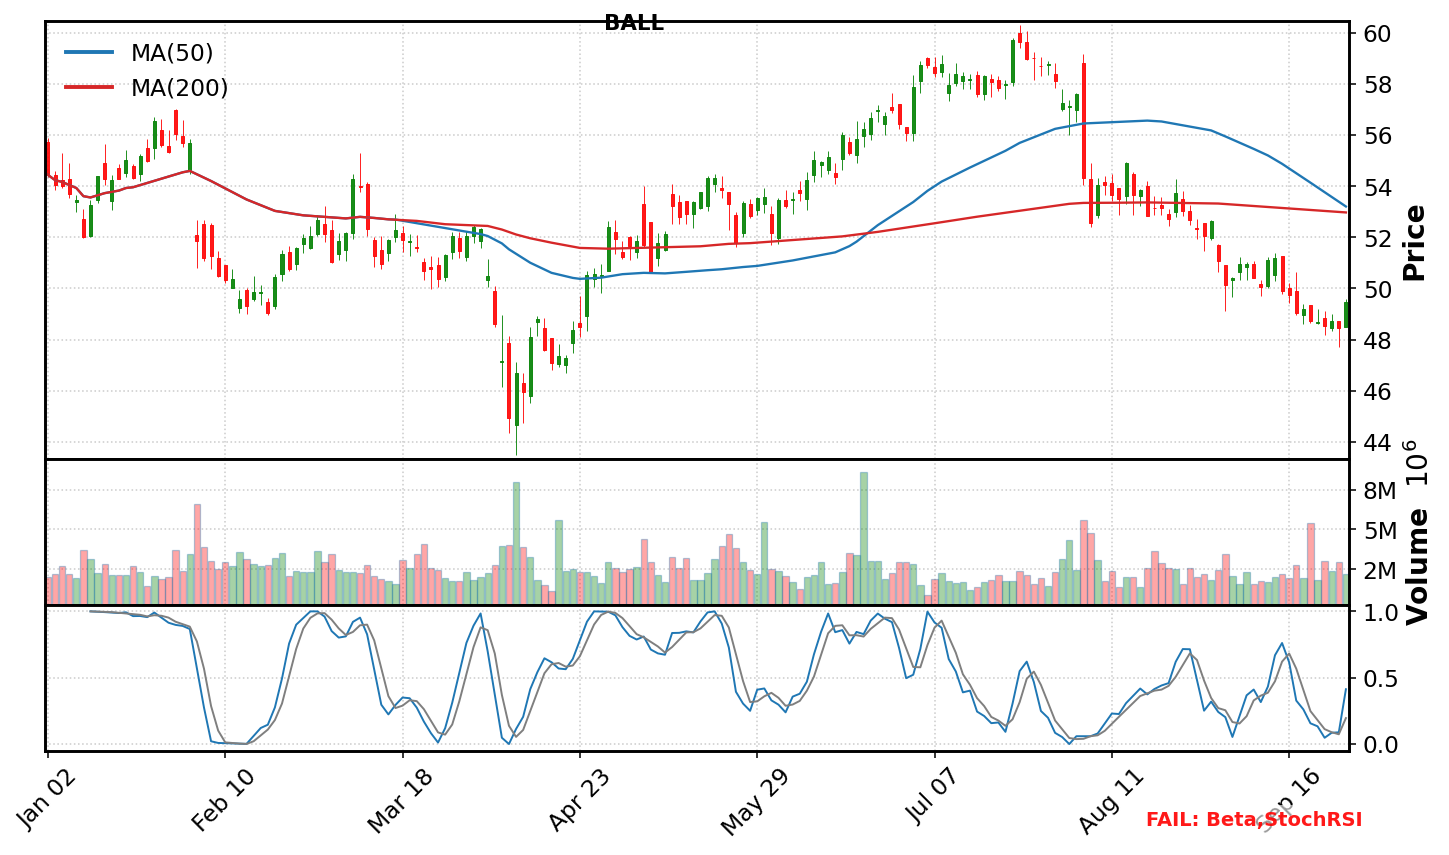 BALL
MA(50)
MA(200)
60
58
56
54
52
50
48
46
44
Price
8M
5M
2M
Volume 10⁶
1.0
0.5
0.0
Jan 02
Feb 10
Mar 18
Apr 23
May 29
Jul 07
Aug 11
Sep 16
FAIL: Beta,StochRSI